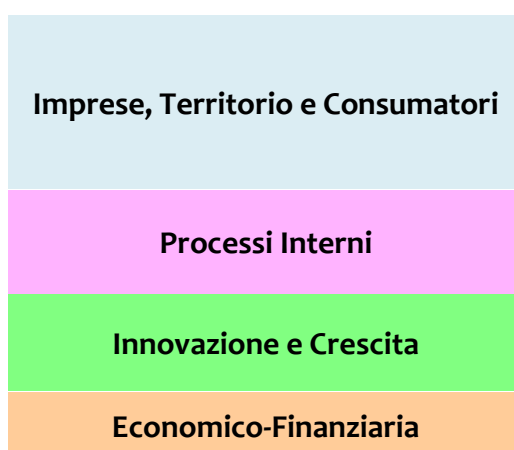 Imprese, Territorio e Consumatori
Processi Interni
Innovazione e Crescita
Economico-Finanziaria